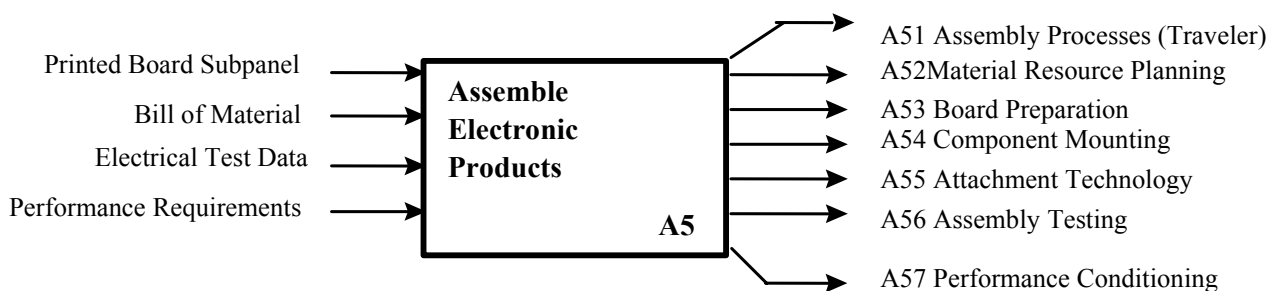 Printed Board Subpanel
Bill of Material
Electrical Test Data
Performance Requirements
Assemble
Electronic
Products
A5
A51 Assembly Processes (Traveler)
A52Material Resource Planning
A53 Board Preparation
A54 Component Mounting
A55 Attachment Technology
A56 Assembly Testing
A57 Performance Conditioning